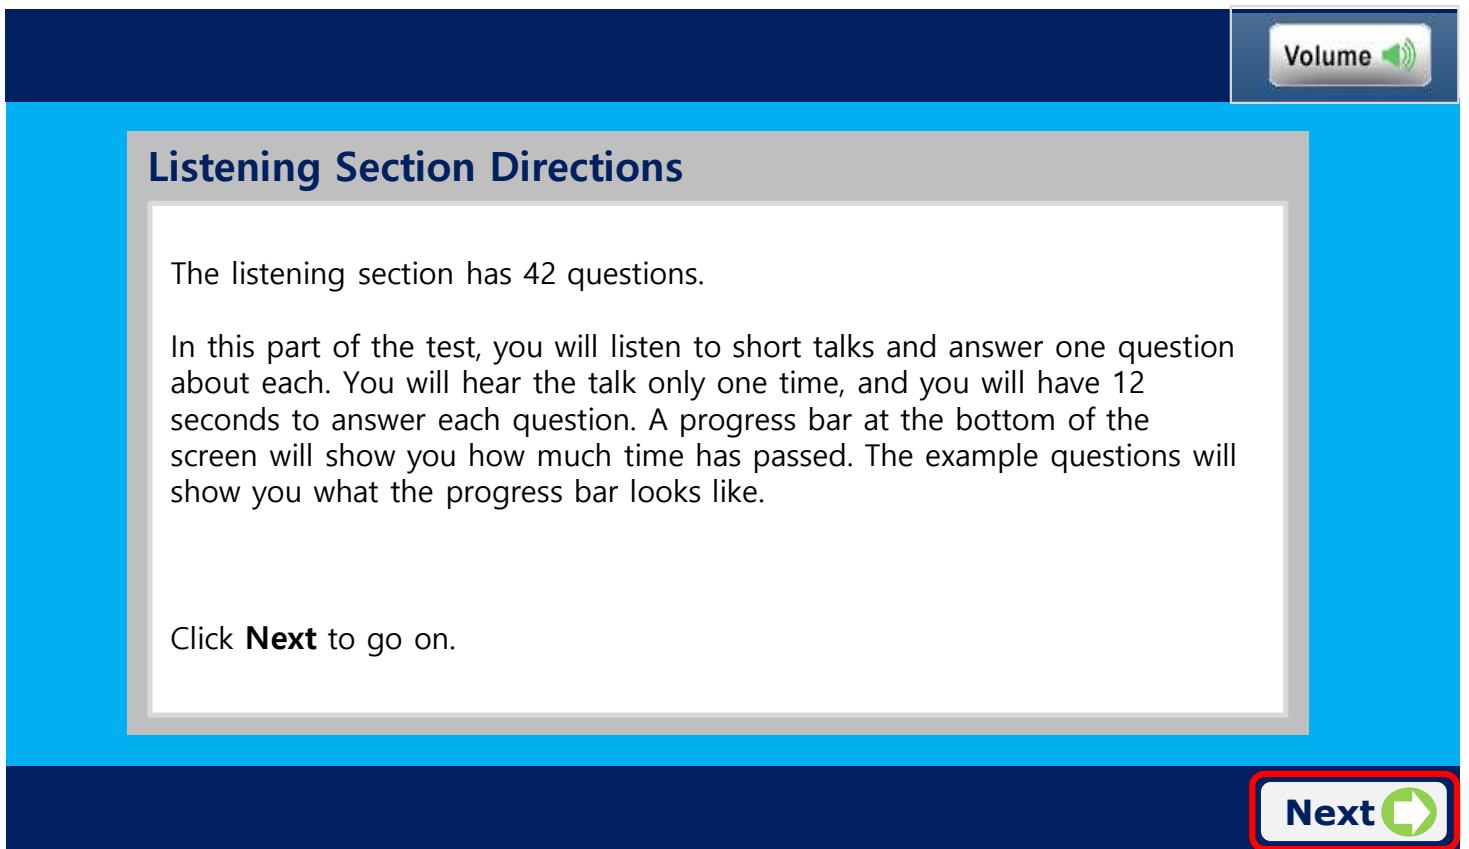 Volume
Listening Section Directions
The listening section has 42 questions.
In this part of the test, you will listen to short talks and answer one question
about each. You will hear the talk only one time, and you will have 12
seconds to answer each question. A progress bar at the bottom of the
screen will show you how much time has passed. The example questions will
show you what the progress bar looks like.
Click Next to go on.
Next